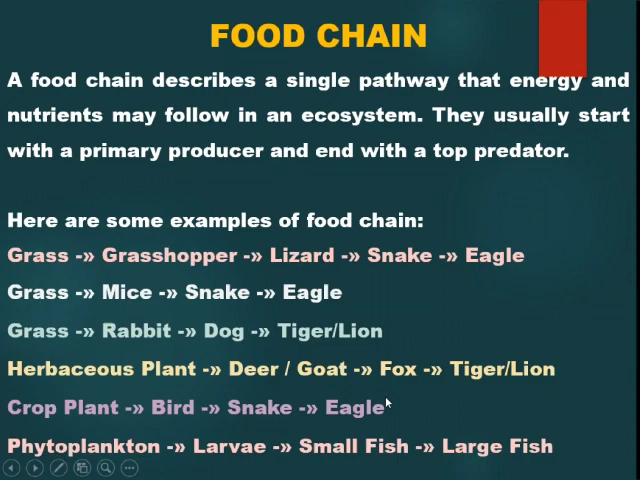 FOOD CHAIN
A food chain describes a single pathway that energy and
nutrients may follow in an ecosystem. They usually start
with a primary producer and end with a top predator.
Here are some examples of food chain:
Grass -» Grasshopper -» Lizard -» Snake -» Eagle
Grass -» Mice -» Snake -» Eagle
Grass -» Rabbit -» Dog -» Tiger/Lion
Herbaceous Plant -» Deer / Goat -» Fox -» Tiger/Lion
Crop Plant -» Bird -» Snake -» Eagle
Phytoplankton -» Larvae -» Small Fish -» Large Fish